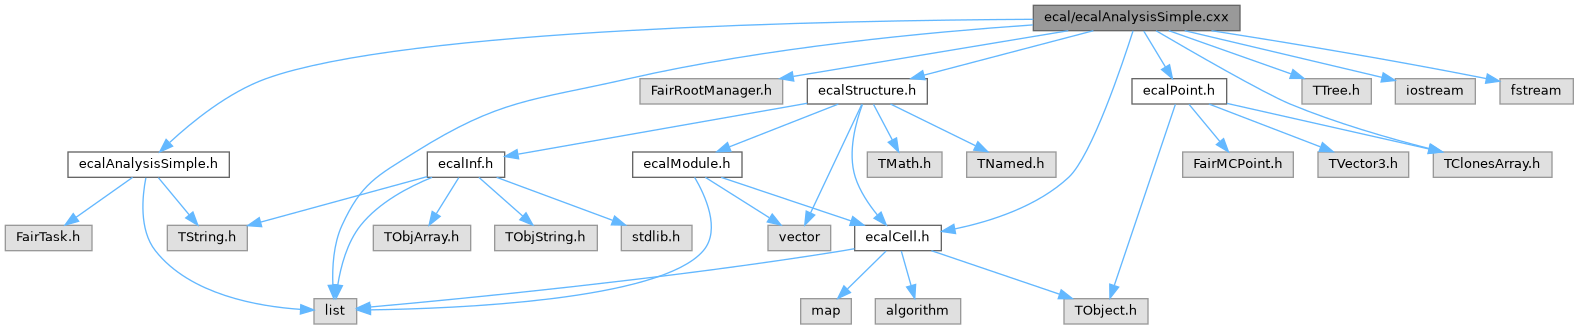 ecal/ecalAnalysisSimple.cxx
FairRootManager.h
ecalStructure.h
ecalPoint.h
TTree.h
iostream
fstream
ecalAnalysisSimple.h
ecalInf.h
ecalModule.h
TMath.h
TNamed.h
FairMCPoint.h
TVector3.h
TClonesArray.h
FairTask.h
TString.h
TObjArray.h
TObjString.h
stdlib.h
vector
ecalCell.h
list
map
algorithm
TObject.h